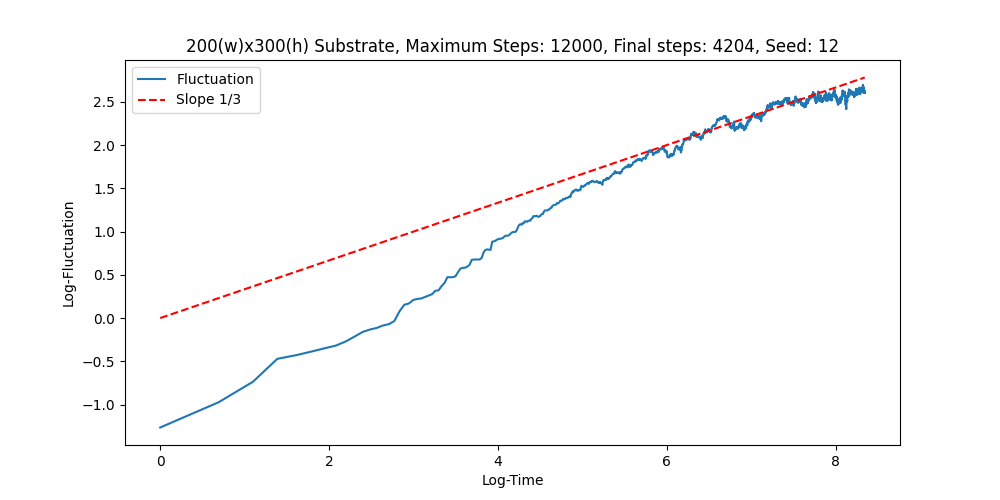 200(w)x300(h) Substrate, Maximum Steps: 12000, Final steps: 4204, Seed: 12
Fluctuation
Slope 1/3
2.5
2.0
1.5
1.0
0.5
0.0
−0.5
−1.0
Log-Fluctuation
0 2 4 6 8
Log-Time